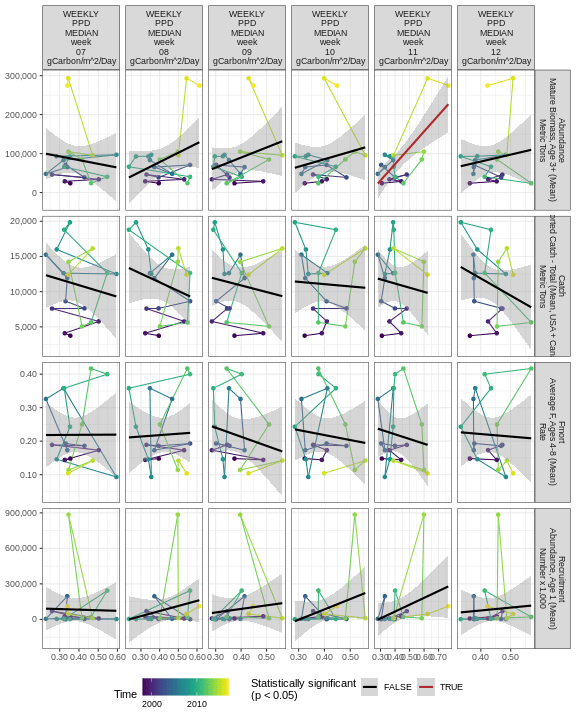 WEEKLY WEEKLY WEEKLY WEEKLY WEEKLY WEEKLY
PPD PPD PPD PPD PPD PPD
MEDIAN MEDIAN MEDIAN MEDIAN MEDIAN MEDIAN
week week week week week week
07 08 09 10 11 12
gCarbon/m^2/Day gCarbon/m^2/Day gCarbon/m^2/Day gCarbon/m^2/Day gCarbon/m^2/Day gCarbon/m^2/Day
300,000
200,000
100,000
0
Abundance
Mature Biomass, Age 3+ (Mean)
Metric Tons
20,000
15,000
10,000
5,000
Catch
orted Catch - Total (Mean, USA + Can
Metric Tons
0.40
0.30
0.20
0.10
Fmort
Average F, Ages 4-8 (Mean)
Rate
900,000
600,000
300,000
0
Recruitment
Abundance, Age 1 (Mean)
Number x 1,000
0.30 0.40 0.50 0.60 0.30 0.40 0.50 0.60 0.30 0.40 0.50 0.30 0.40 0.50 0.30 0.40 0.50 0.60 0.70 0.40 0.50
Time
2000 2010
Statistically significant
(p < 0.05)
FALSE TRUE